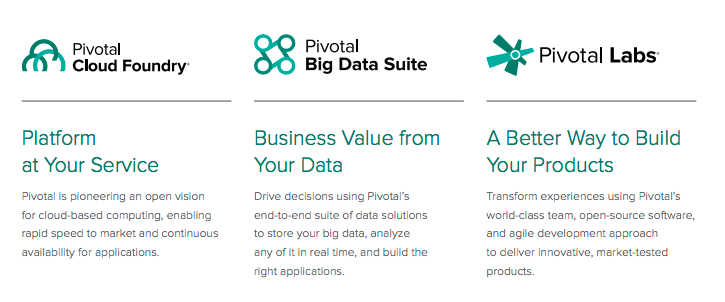 Pivotal
Cloud Foundry®
Platform
at Your Service
Pivotal is pioneering an open vision
for cloud-based computing, enabling
rapid speed to market and continuous
availability for applications.
Pivotal
Big Data Suite
Business Value from
Your Data
Drive decisions using Pivotal's
end-to-end suite of data solutions
to store your big data, analyze
any of it in real time, and build the
right applications.
Pivotal Labs®
A Better Way to Build
Your Products
Transform experiences using Pivotal's
world-class team, open-source software,
and agile development approach
to deliver innovative, market-tested
products.